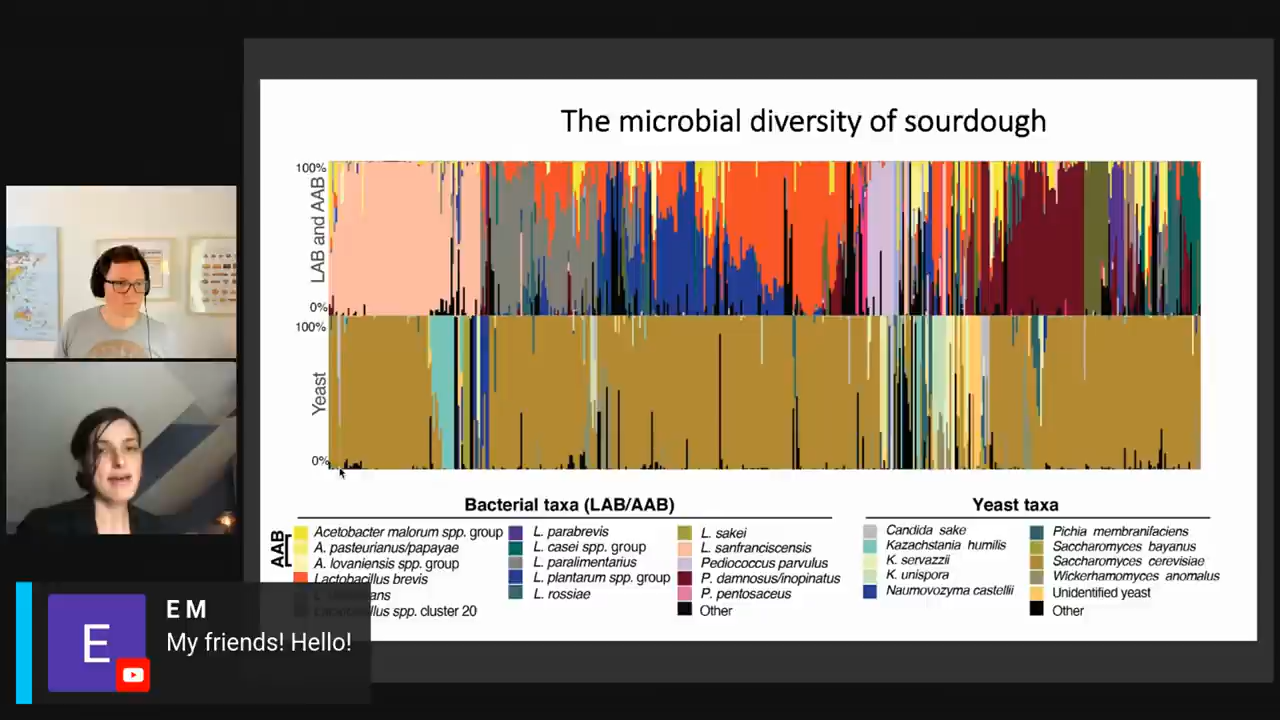 The microbial diversity of sourdough
100%
LAB and AAB
0%
100%
Yeast
0%
Bacterial taxa (LAB/AAB)
AAB
Acetobacter malorum spp. group
A. pasteurianus/papayae
A. lovaniensis spp. group
Lactobacillus brevis
spp. cluster 20
L. parabrevis
L. casei spp. group
L. paralimentarius
L. plantarum spp. group
L. rossiae
L. sakei
L. sanfranciscensis
Pediococcus parvulus
P. damnosus/inopinatus
P. pentosaceus
Other
Yeast taxa
Candida sake
Kazachstania humilis
K. servazzii
K. unispora
Naumovozyma castellii
Pichia membranifaciens
Saccharomyces bayanus
Saccharomyces cerevisiae
Wickerhamomyces anomalus
Unidentified yeast
Other
E
E M
My friends! Hello!